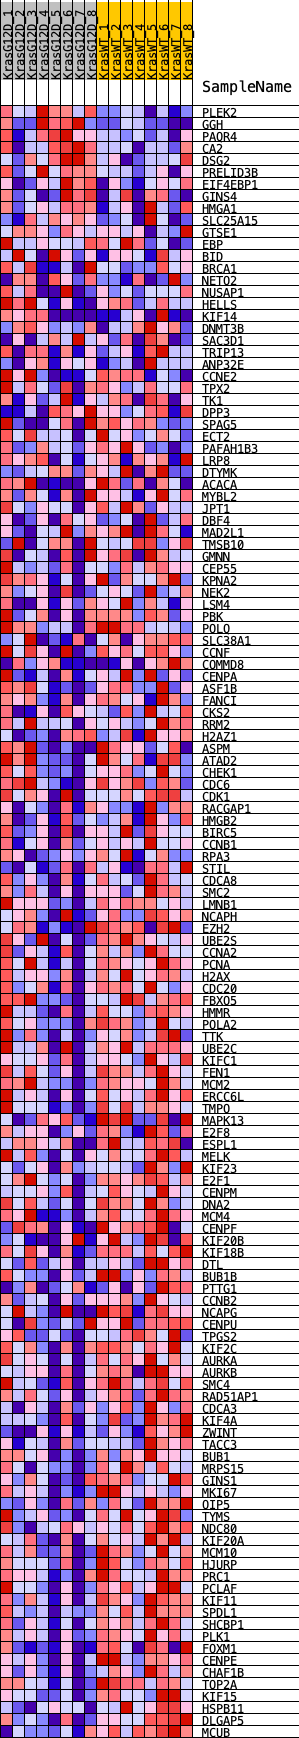 KrasG12D_1
KrasG12D_2
KrasG12D_3
KrasG12D_4
KrasG12D_5
KrasG12D_6
KrasG12D_7
KrasG12D_8
KrasWT_1
KrasWT_2
KrasWT_3
KrasWT_4
KrasWT_5
KrasWT_6
KrasWT_7
KrasWT_8
SampleName
PLEK2
GGH
PAQR4
CA2
DSG2
PRELID3B
EIF4EBP1
GINS4
HMGA1
SLC25A15
GTSE1
EBP
BID
BRCA1
NETO2
NUSAP1
HELLS
KIF14
DNMT3B
SAC3D1
TRIP13
ANP32E
CCNE2
TPX2
TK1
DPP3
SPAG5
ECT2
PAFAH1B3
LRP8
DTYMK
ACACA
MYBL2
JPT1
DBF4
MAD2L1
TMSB10
GMNN
CEP55
KPNA2
NEK2
LSM4
PBK
POLQ
SLC38A1
CCNF
COMMD8
CENPA
ASF1B
FANCI
CKS2
RRM2
H2AZ1
ASPM
ATAD2
CHEK1
CDC6
CDK1
RACGAP1
HMGB2
BIRC5
CCNB1
RPA3
STIL
CDCA8
SMC2
LMNB1
NCAPH
EZH2
UBE2S
CCNA2
PCNA
H2AX
CDC20
FBXO5
HMMR
POLA2
TTK
UBE2C
KIFC1
FEN1
MCM2
ERCC6L
TMPO
MAPK13
E2F8
ESPL1
MELK
KIF23
E2F1
CENPM
DNA2
MCM4
CENPF
KIF20B
KIF18B
DTL
BUB1B
PTTG1
CCNB2
NCAPG
CENPU
TPGS2
KIF2C
AURKA
AURKB
SMC4
RAD51AP1
CDCA3
KIF4A
ZWINT
TACC3
BUB1
MRPS15
GINS1
MKI67
OIP5
TYMS
NDC80
KIF20A
MCM10
HJURP
PRC1
PCLAF
KIF11
SPDL1
SHCBP1
PLK1
FOXM1
CENPE
CHAF1B
TOP2A
KIF15
HSPB11
DLGAP5
MCUB